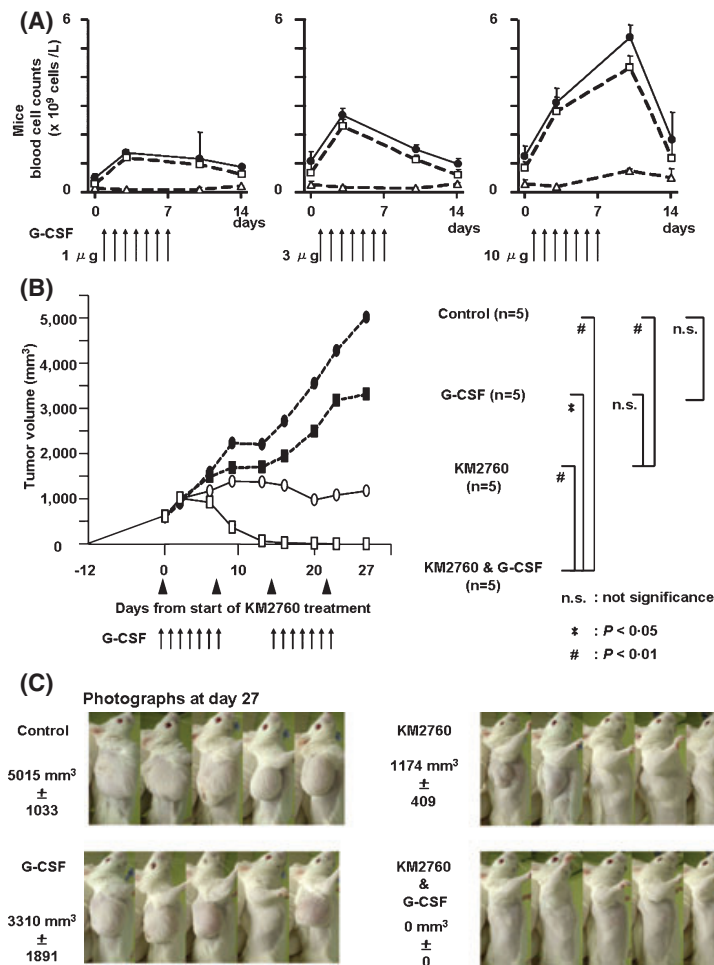 (A)
6
6
6
Mice
blood cell counts
(x 10⁹ cells /L)
0
0
0
0 7 14
days
0 7 14
days
0 7 14
days
G-CSF
1 μg
3 μg
10 μg
(B)
Tumor volume (mm³)
5,000
4,000
3,000
2,000
1,000
0
-12 0 10 20 27
Days from start of KM2760 treatment
G-CSF
Control (n=5)
G-CSF (n=5)
KM2760
(n=5)
KM2760 & G-CSF
(n=5)
# # n.s.
* n.s.
#
n.s. : not significance
* : P < 0·05
# : P < 0·01
(C)
Photographs at day 27
Control
5015 mm³
±
1033
KM2760
1174 mm³
±
409
G-CSF
3310 mm³
±
1891
KM2760
&
G-CSF
0 mm³
±
0